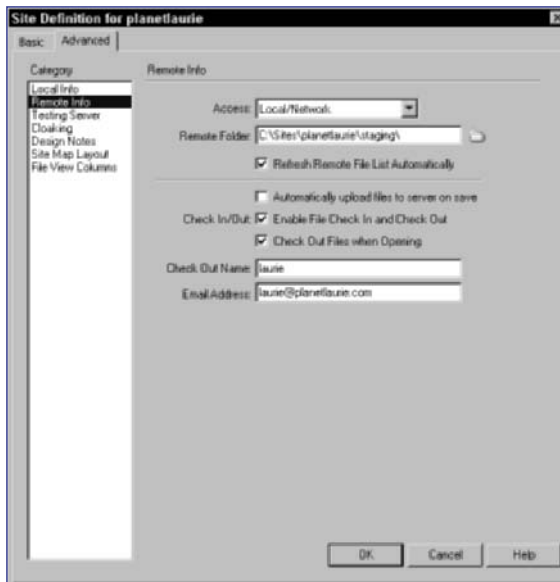 Site Definition for planetlaurie
Basic Advanced
Category
Local Info
Remote Info
Testing Server
Cloaking
Design Notes
Site Map Layout
File View Columns
Remote Info
Access: Local/Network
Remote Folder: C:\Sites\planetlaurie\staging\
Refresh Remote File List Automatically
Automatically upload files to server on save
Check In/Out: Enable File Check In and Check Out
Check Out Files when Opening
Check Out Name: laurie
Email Address: laurie@planetlaurie.com
OK Cancel Help